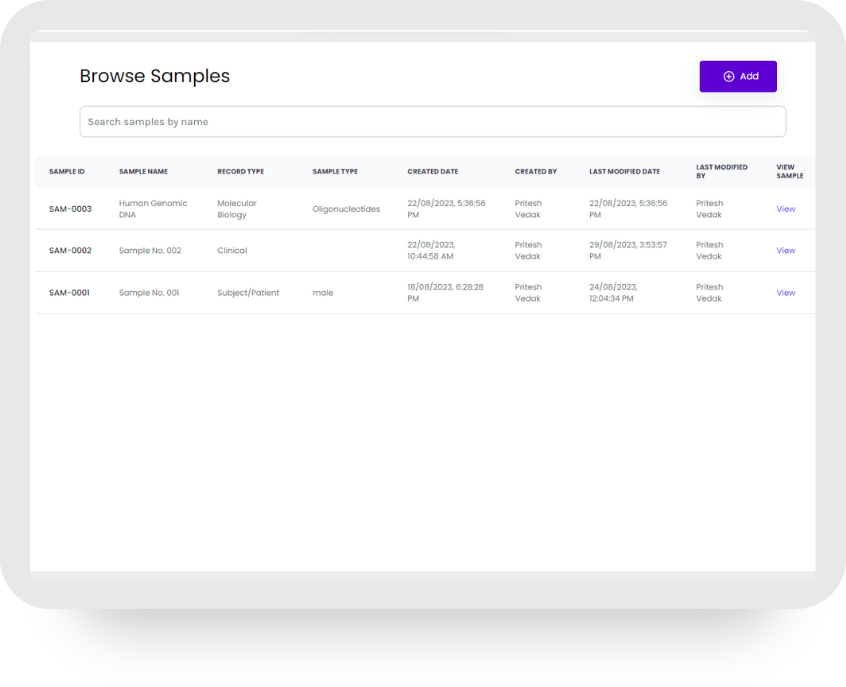 Browse Samples
Add
Search samples by name
SAMPLE ID SAMPLE NAME RECORD TYPE SAMPLE TYPE CREATED DATE CREATED BY LAST MODIFIED DATE LAST MODIFIED BY VIEW SAMPLE
SAM-0003 Human Genomic DNA Molecular Biology Oligonucleotides 22/08/2023, 5:36:56 PM Pritesh Vedak 22/08/2023, 5:36:56 PM Pritesh Vedak View
SAM-0002 Sample No. 002 Clinical 22/08/2023, 10:44:58 AM Pritesh Vedak 29/08/2023, 3:53:57 PM Pritesh Vedak View
SAM-0001 Sample No. 001 Subject/Patient male 18/08/2023, 6:28:28 PM Pritesh Vedak 24/08/2023, 12:04:34 PM Pritesh Vedak View